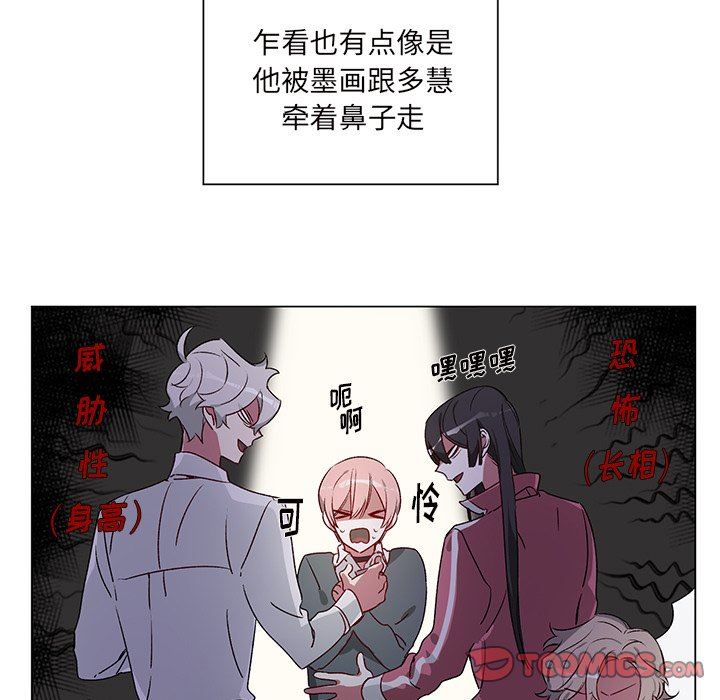 乍看也有点像是
他被墨画跟多慧
牵着鼻子走
威胁性
(身高)
呃啊
嘿嘿嘿
恐怖
(长相)
可怜
TOOMICS
TOOMICS.COM